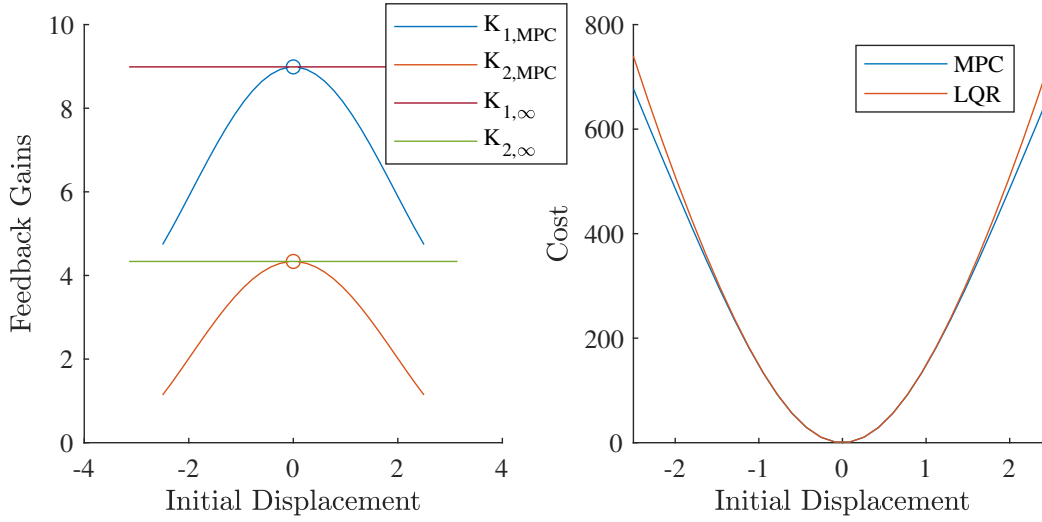 10
8
6
4
2
0
-4
-2
0
2
4
Feedback Gains
Initial Displacement
K1,MPC
K2,MPC
K1,∞
K2,∞
800
600
400
200
0
-2
-1
0
1
2
Cost
Initial Displacement
MPC
LQR